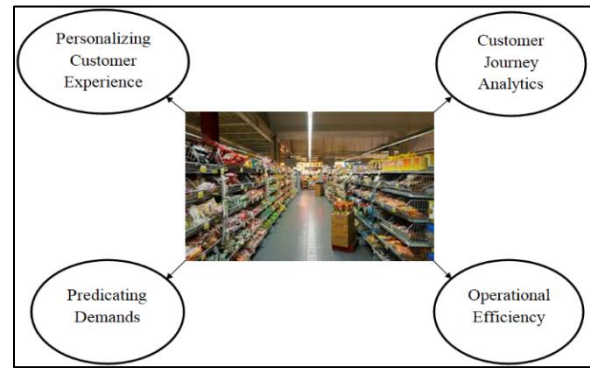 Personalizing
Customer
Experience
Customer
Journey
Analytics
Predicating
Demands
Operational
Efficiency